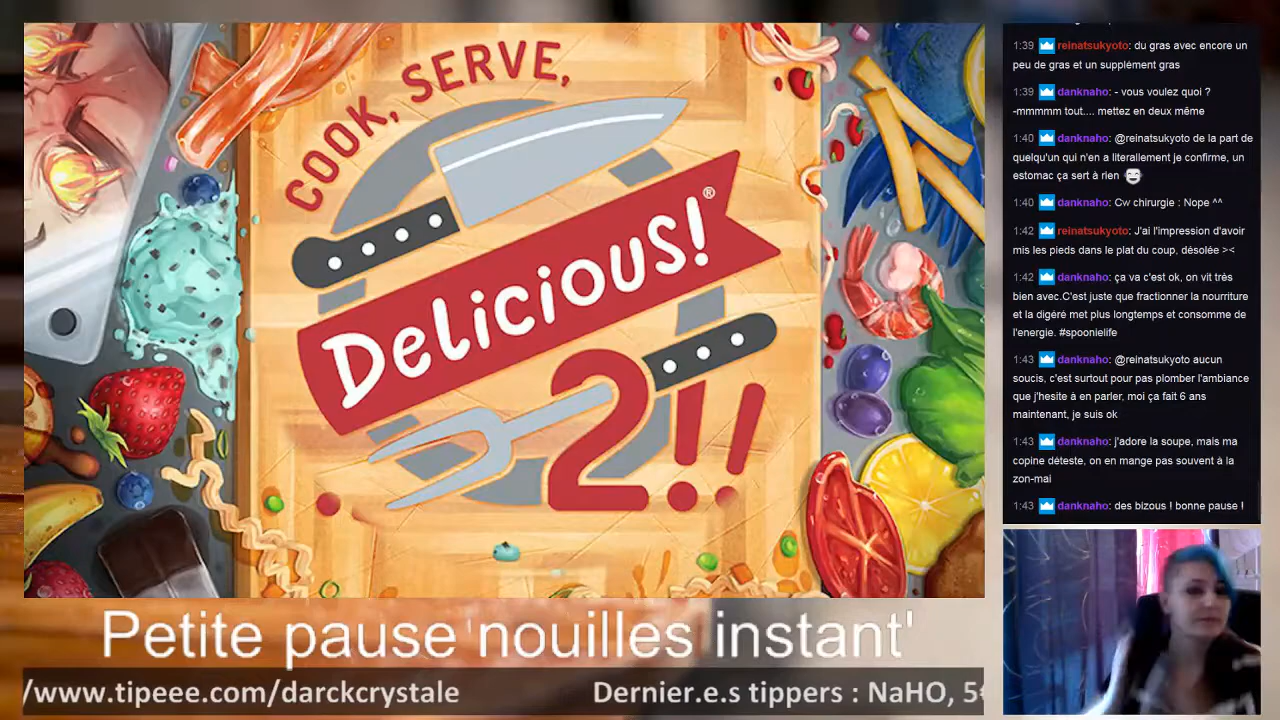 COOK, SERVE,
DeLiCiOUS!®
2!!
Petite pause nouilles instant'
/www.tipeee.com/darckcrystale Dernier.e.s tippers : NaHO, 5€
1:39 reinatsukyoto: du gras avec encore un
peu de gras et un supplément gras
1:39 danknaho: - vous voulez quoi ?
-mmmmm tout.... mettez en deux même
1:40 danknaho: @reinatsukyoto de la part de
quelqu'un qui n'en a literallement je confirme, un
estomac ça sert à rien
1:40 danknaho: Cw chirurgie : Nope ^^
1:42 reinatsukyoto: J'ai l'impression d'avoir
mis les pieds dans le plat du coup, désolée ><
1:42 danknaho: ça va c'est ok, on vit très
bien avec.C'est juste que fractionner la nourriture
et la digéré met plus longtemps et consomme de
l'energie. #spoonielife
1:43 danknaho: @reinatsukyoto aucun
soucis, c'est surtout pour pas plomber l'ambiance
que j'hesite à en parler, moi ça fait 6 ans
maintenant, je suis ok
1:43 danknaho: j'adore la soupe, mais ma
copine déteste, on en mange pas souvent à la
zon-mai
1:43 danknaho: des bizous ! bonne pause !